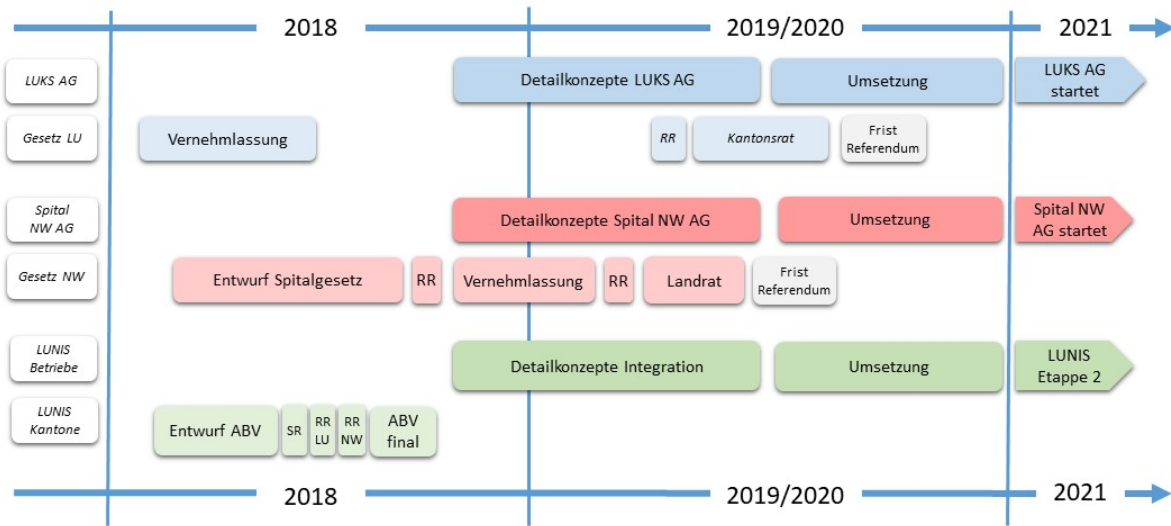 2018 2019/2020 2021
LUKS AG
Detailkonzepte LUKS AG
Umsetzung
LUKS AG
startet
Gesetz LU
Vernehmlassung
RR
Kantonsrat
Frist
Referendum
Spital
NW AG
Detailkonzepte Spital NW AG
Umsetzung
Spital NW
AG startet
Gesetz NW
Entwurf Spitalgesetz
RR
Vernehmlassung
RR
Landrat
Frist
Referendum
LUNIS
Betriebe
Detailkonzepte Integration
Umsetzung
LUNIS
Etappe 2
LUNIS
Kantone
Entwurf ABV
SR
RR
LU
RR
NW
ABV
final
2018 2019/2020 2021